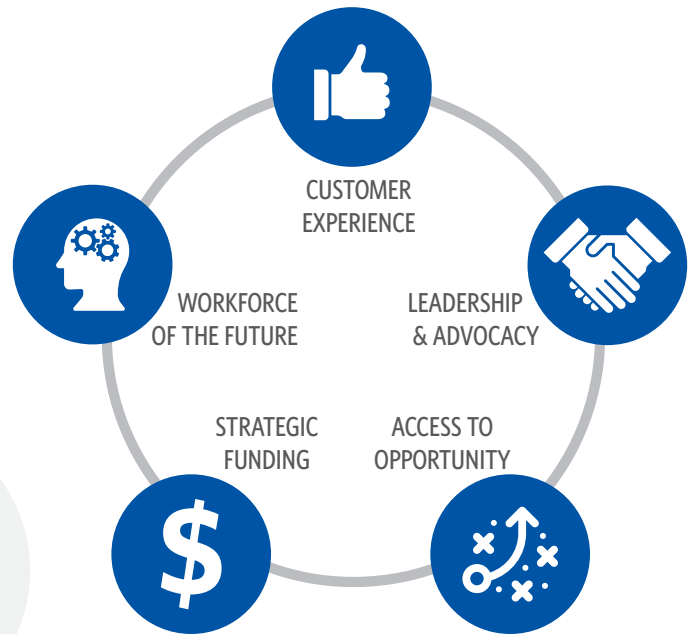 CUSTOMER
EXPERIENCE
WORKFORCE
OF THE FUTURE
LEADERSHIP
& ADVOCACY
STRATEGIC
FUNDING
ACCESS TO
OPPORTUNITY
$